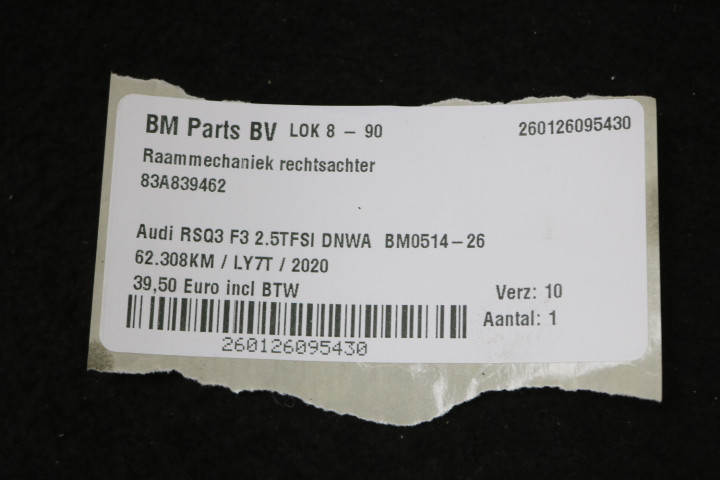 BM Parts BV LOK 8 - 90 260126095430
Raammechaniek rechtsachter
83A839462
Audi RSQ3 F3 2.5TFSI DNWA BM0514-26
62.308KM / LY7T / 2020
39,50 Euro incl BTW Verz: 10
Aantal: 1
260126095430